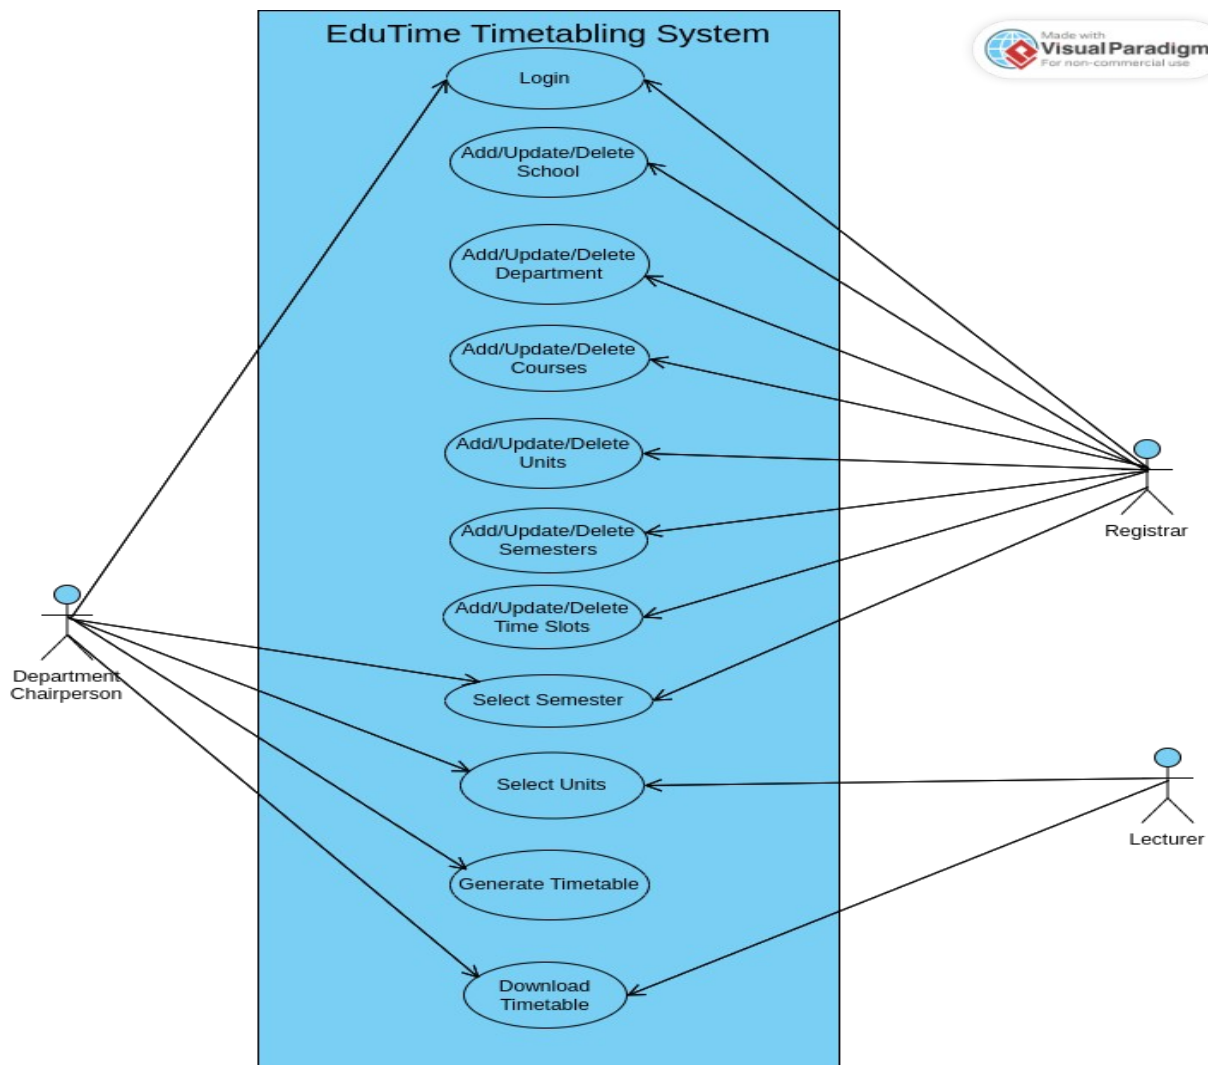 EduTime Timetabling System
Made with
Visual Paradigm
For non-commercial use
Login
Add/Update/Delete
School
Add/Update/Delete
Department
Add/Update/Delete
Courses
Add/Update/Delete
Units
Registrar
Add/Update/Delete
Semesters
Add/Update/Delete
Time Slots
Department
Chairperson
Select Semester
Select Units
Lecturer
Generate Timetable
Download
Timetable